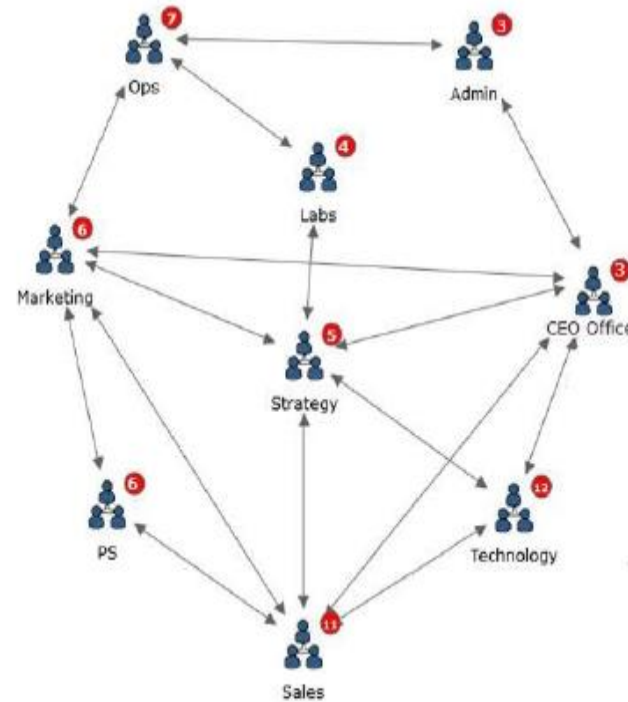 7
3
Ops
Admin
4
Labs
6
Marketing
3
CEO Office
5
Strategy
6
PS
12
Technology
11
Sales